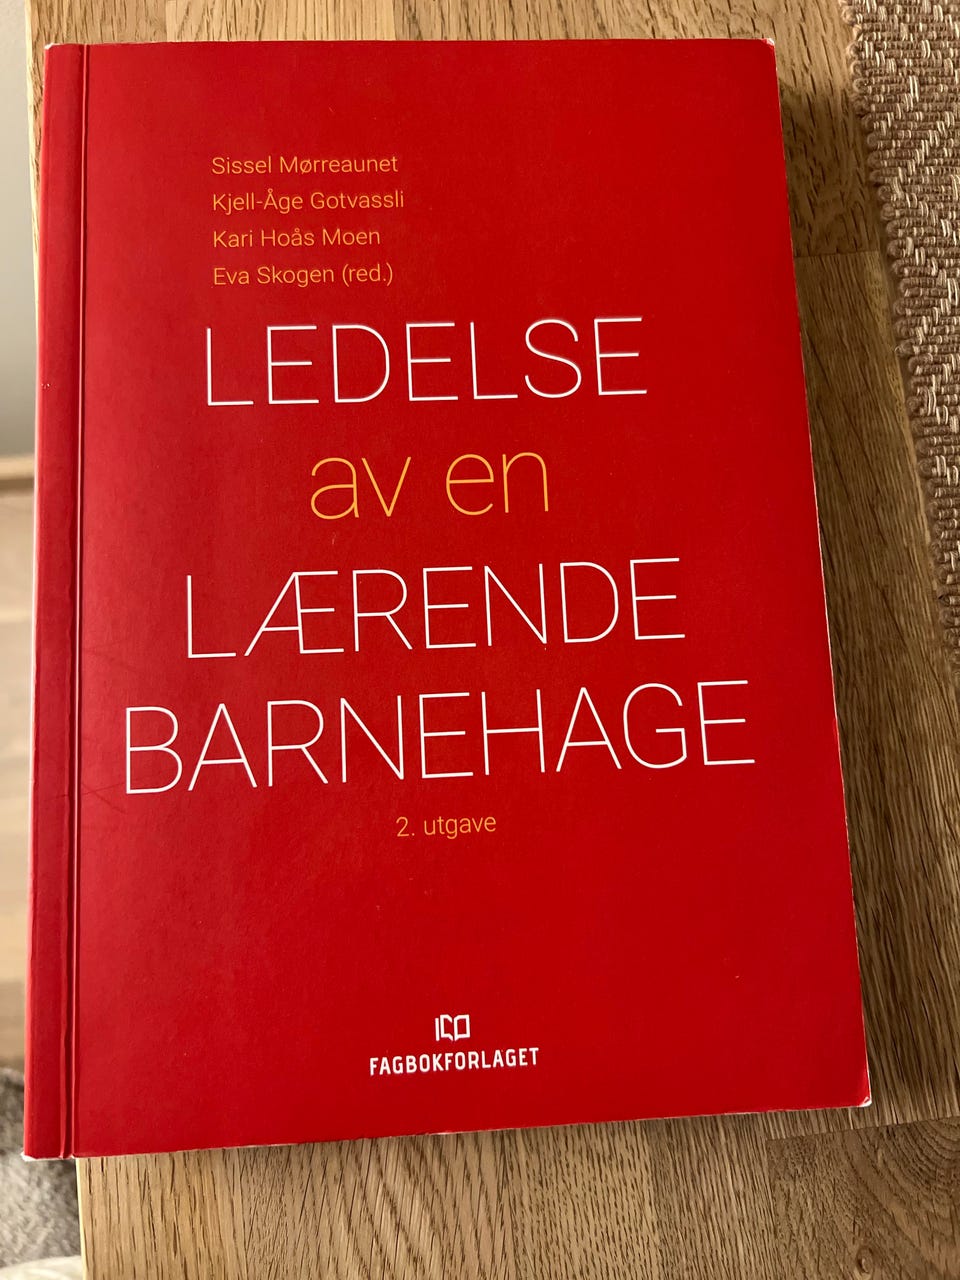 Sissel Mørreaunet
Kjell-Åge Gotvassli
Kari Hoås Moen
Eva Skogen (red.)
LEDELSE
av en
LÆRENDE
BARNEHAGE
2. utgave
FAGBOKFORLAGET